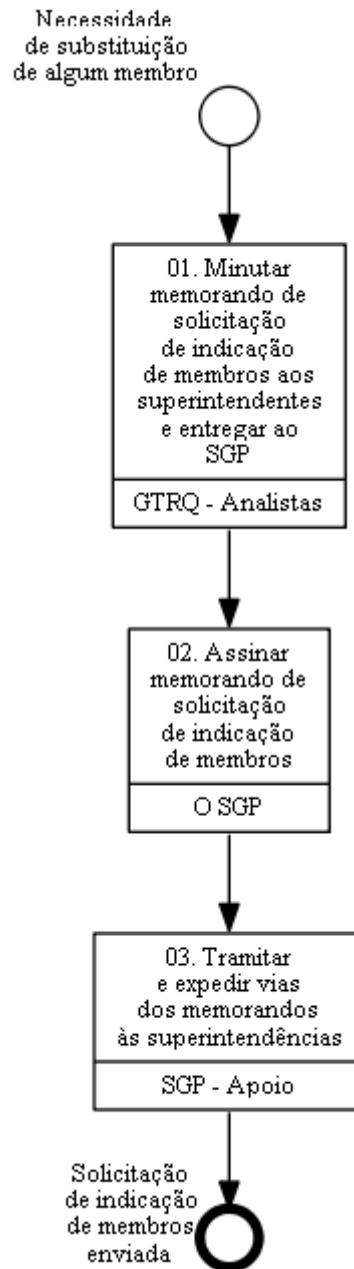 Necessidade
de substituição
de algum membro
01. Minutar
memorando de
solicitação
de indicação
de membros aos
superintendentes
e entregar ao
SGP
GTRQ - Analistas
02. Assinar
memorando de
solicitação
de indicação
de membros
O SGP
03. Tramitar
e expedir vias
dos memorandos
às superintendências
SGP - Apoio
Solicitação
de indicação
de membros
enviada